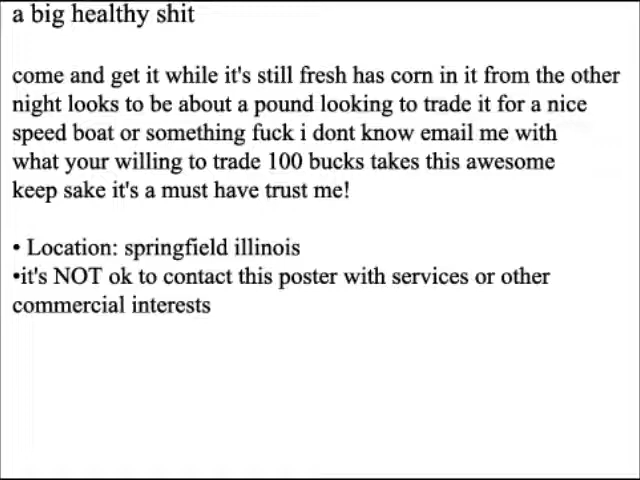 a big healthy shit
come and get it while it's still fresh has corn in it from the other
night looks to be about a pound looking to trade it for a nice
speed boat or something fuck i dont know email me with
what your willing to trade 100 bucks takes this awesome
keep sake it's a must have trust me!
• Location: springfield illinois
•it's NOT ok to contact this poster with services or other
commercial interests